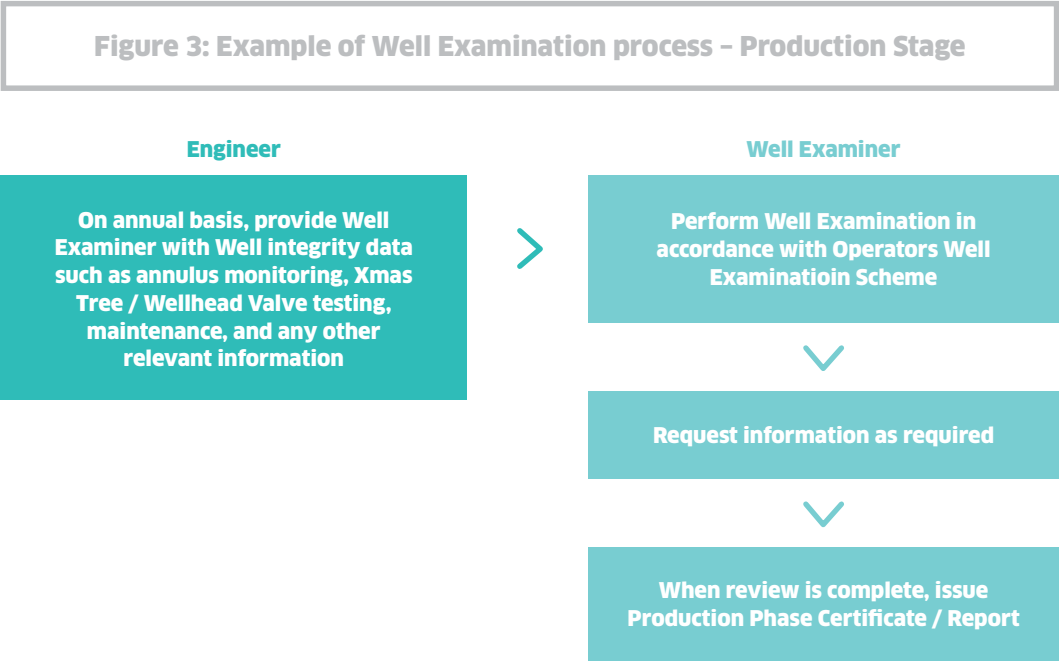 Figure 3: Example of Well Examination process – Production Stage
Engineer
On annual basis, provide Well
Examiner with Well integrity data
such as annulus monitoring, Xmas
Tree / Wellhead Valve testing,
maintenance, and any other
relevant information
Well Examiner
Perform Well Examination in
accordance with Operators Well
Examinatioin Scheme
Request information as required
When review is complete, issue
Production Phase Certificate / Report